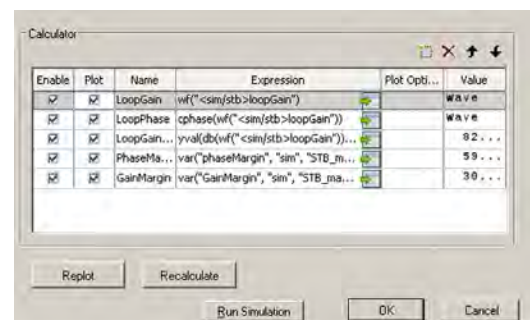 Calculator
Enable Plot Name Expression Plot Opti... Value
LoopGain wf("<sim/stb>loopGain") wave
LoopPhase cphase(wf("<sim/stb>loopGain")) wave
LoopGain... yval(db(wf("<sim/stb>loopGain"))... 82...
PhaseMa... var("phaseMargin", "sim", "STB_m... 59...
GainMargin var("GainMargin", "sim", "STB_ma... 30...
Replot Recalculate
Run Simulation OK Cancel